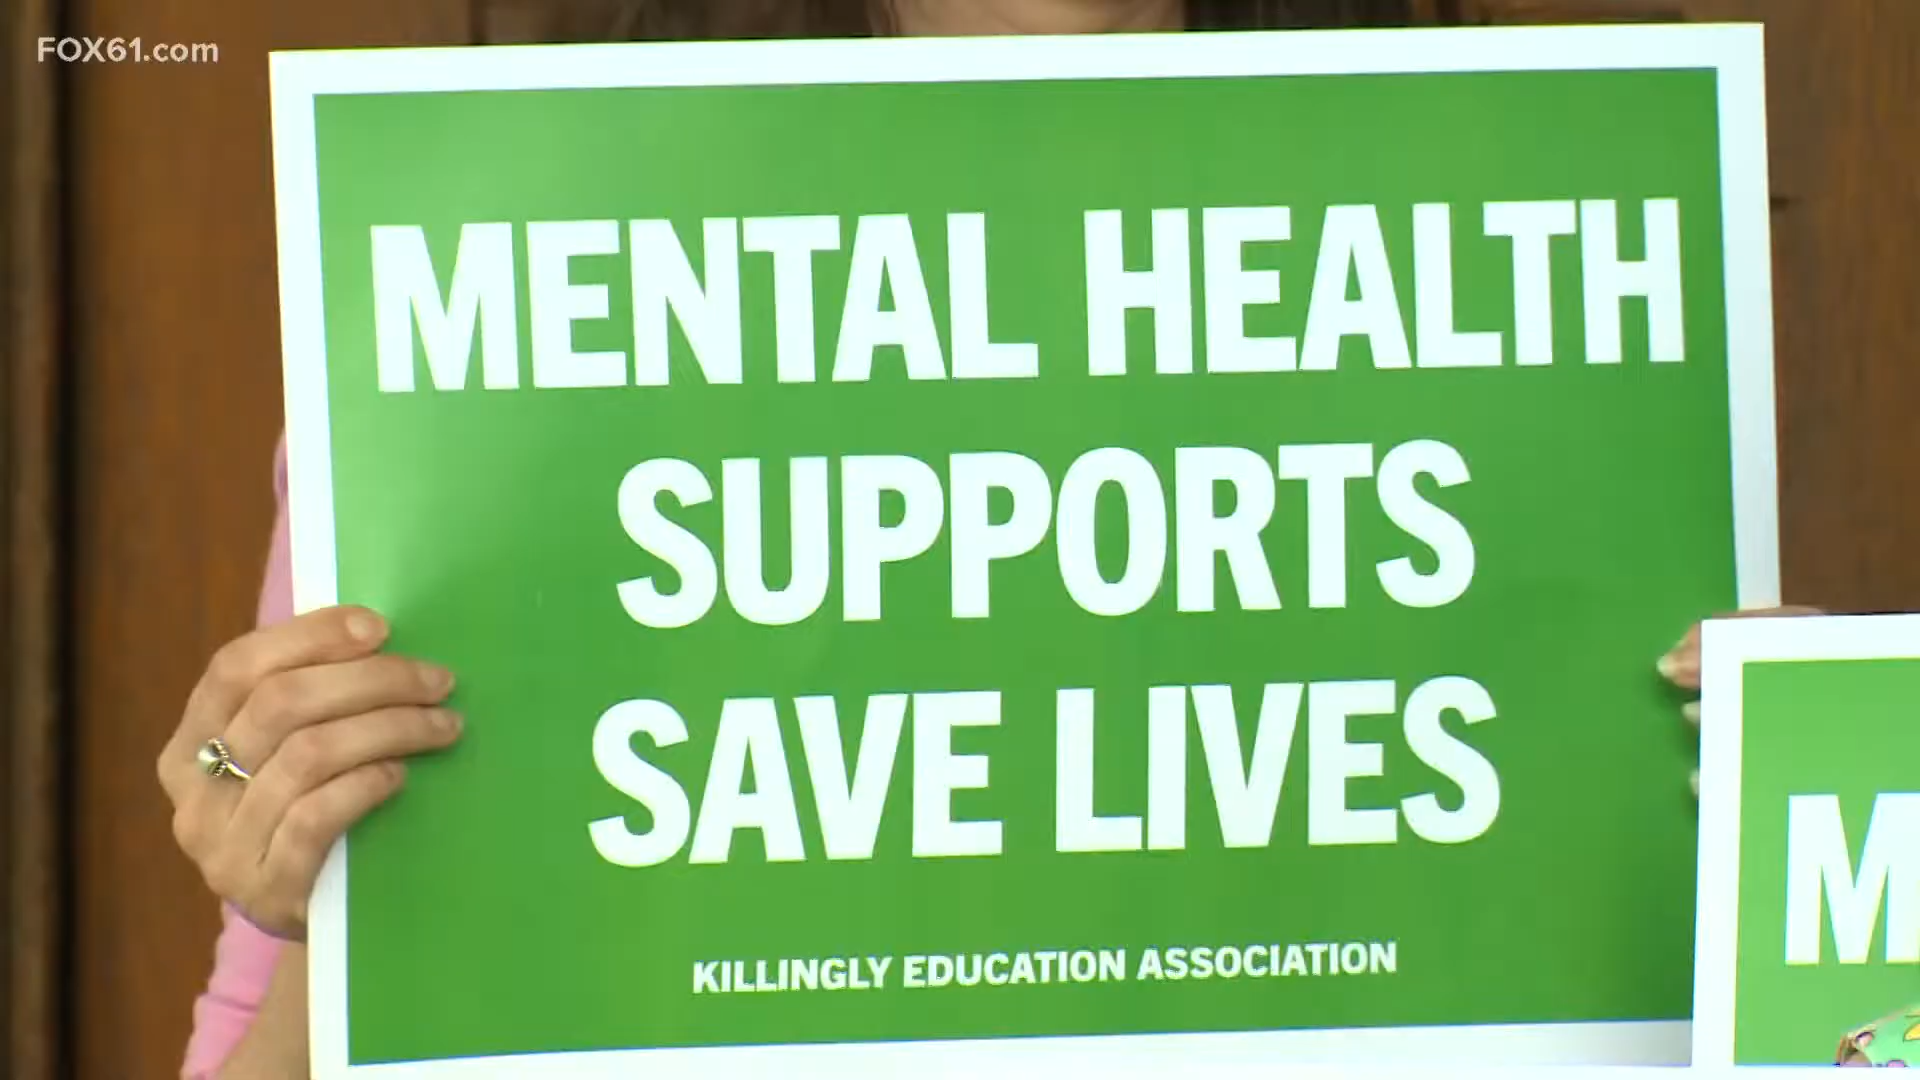 FOX61.com
MENTAL HEALTH
SUPPORTS
SAVE LIVES
KILLINGLY EDUCATION ASSOCIATION
M